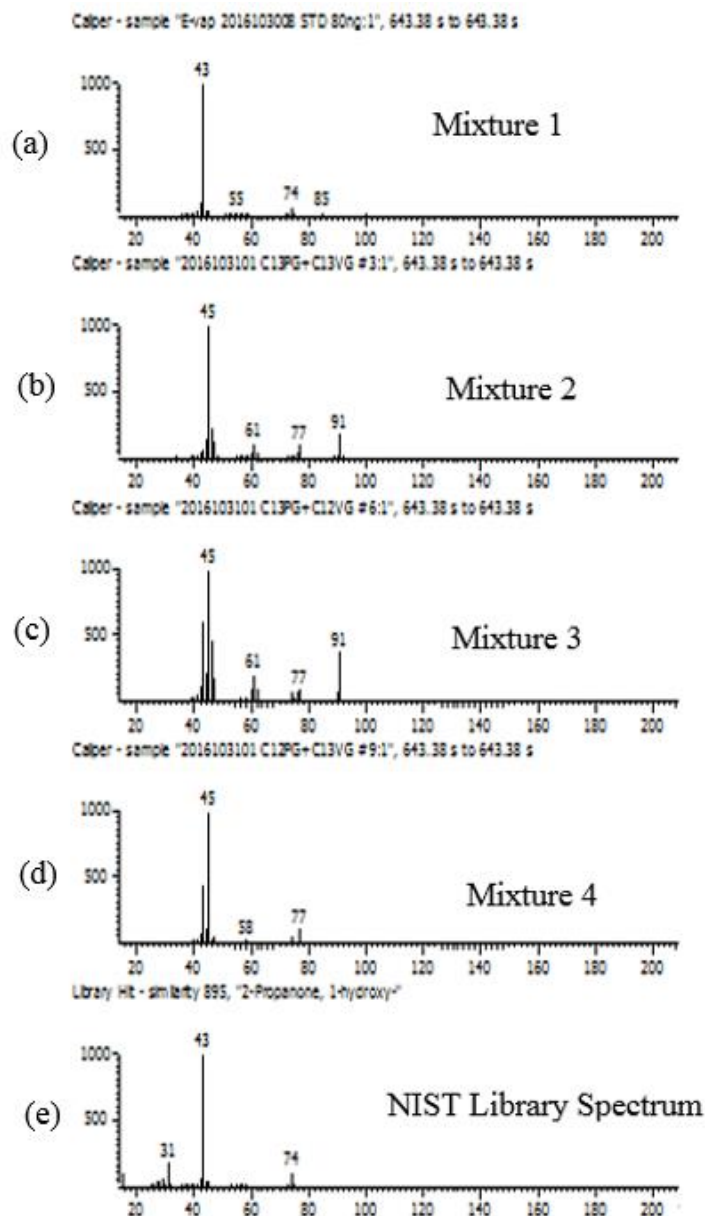 Caliper - sample "E-vap 2016103008 STD 80ng:1", 643.38 s to 643.38 s
43
1000
(a)
Mixture 1
500
55
74
85
20 40 60 80 100 120 140 160 180 200
Caliper - sample "2016103101 C13PG+C13VG #3:1", 643.38 s to 643.38 s
45
1000
(b)
Mixture 2
500
61
77
91
20 40 60 80 100 120 140 160 180 200
Caliper - sample "2016103101 C13PG+C12VG #6:1", 643.38 s to 643.38 s
45
1000
(c)
Mixture 3
500
61
77
91
20 40 60 80 100 120 140 160 180 200
Caliper - sample "2016103101 C12PG+C13VG #9:1", 643.38 s to 643.38 s
45
1000
(d)
Mixture 4
500
58
77
20 40 60 80 100 120 140 160 180 200
Library Hit - similarity 895, "2-Propanone, 1-hydroxy-"
43
1000
(e)
NIST Library Spectrum
500
31
74
20 40 60 80 100 120 140 160 180 200